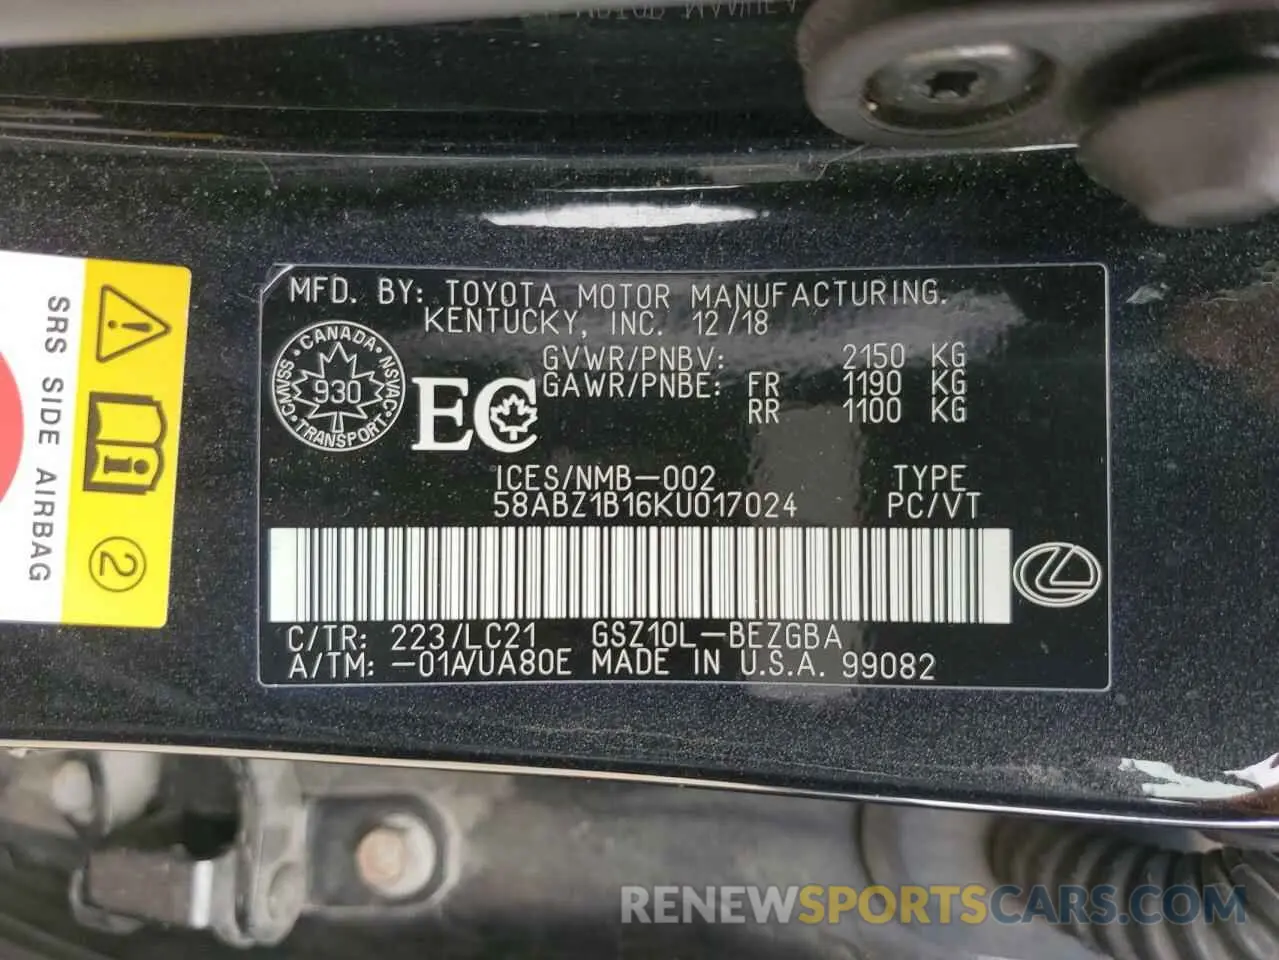 MFD. BY: TOYOTA MOTOR MANUFACTURING.
KENTUCKY, INC. 12/18
GVWR/PNBV: 2150 KG
GAWR/PNBE: FR 1190 KG
RR 1100 KG
CANADA
CMVSS NSVAC
930
TRANSPORT
EC
ICES/NMB-002 TYPE
58ABZ1B16KU017024 PC/VT
C/TR: 223/LC21 GSZ10L-BEZGBA
A/TM: -01A/UA80E MADE IN U.S.A. 99082
SRS SIDE AIRBAG
2
RENEWSPORTSCARS.COM